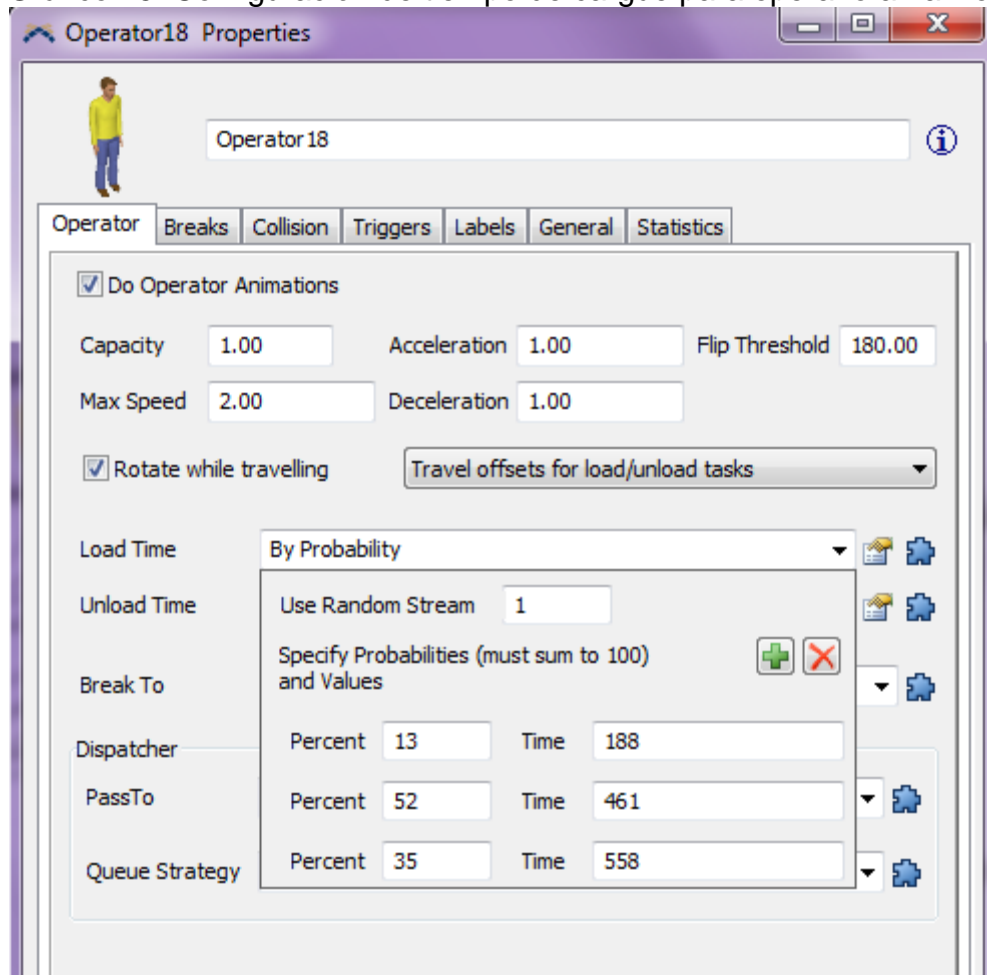 Operator18 Properties
Operator18
Operator Breaks Collision Triggers Labels General Statistics
Do Operator Animations
Capacity 1.00 Acceleration 1.00 Flip Threshold 180.00
Max Speed 2.00 Deceleration 1.00
Rotate while travelling Travel offsets for load/unload tasks
Load Time By Probability
Unload Time Use Random Stream 1
Specify Probabilities (must sum to 100)
and Values
Break To
Percent 13 Time 188
Dispatcher
PassTo Percent 52 Time 461
Queue Strategy Percent 35 Time 558